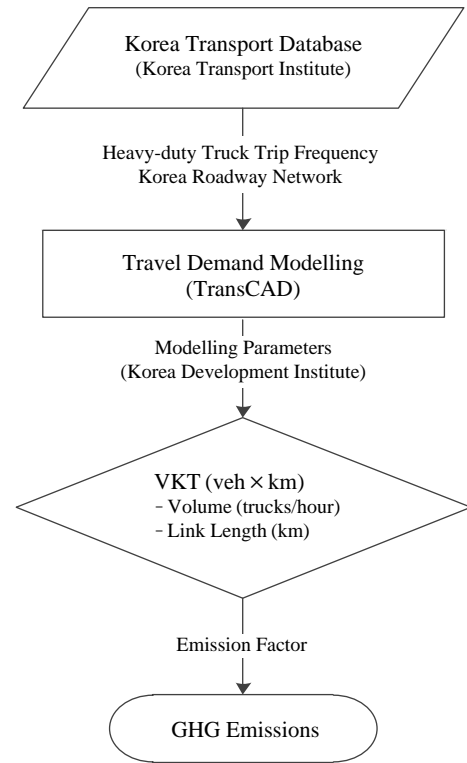 Korea Transport Database
(Korea Transport Institute)
Heavy-duty Truck Trip Frequency
Korea Roadway Network
Travel Demand Modelling
(TransCAD)
Modelling Parameters
(Korea Development Institute)
VKT (veh × km)
- Volume (trucks/hour)
- Link Length (km)
Emission Factor
GHG Emissions